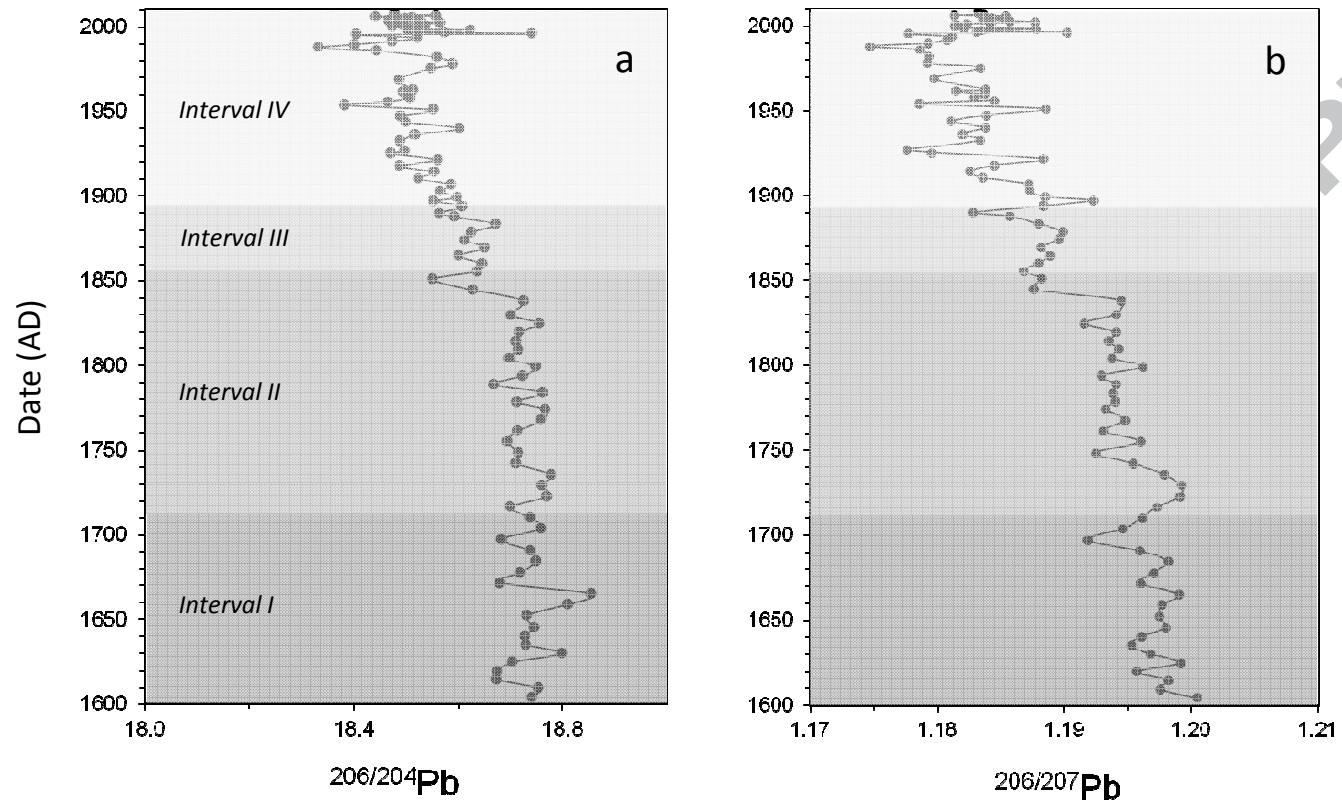 a
b
Date (AD)
2000
1950
1900
1850
1800
1750
1700
1650
1600
Interval IV
Interval III
Interval II
Interval I
18.0
18.4
18.8
206/204Pb
2000
1950
1900
1850
1800
1750
1700
1650
1600
1.17
1.18
1.19
1.20
1.21
206/207Pb